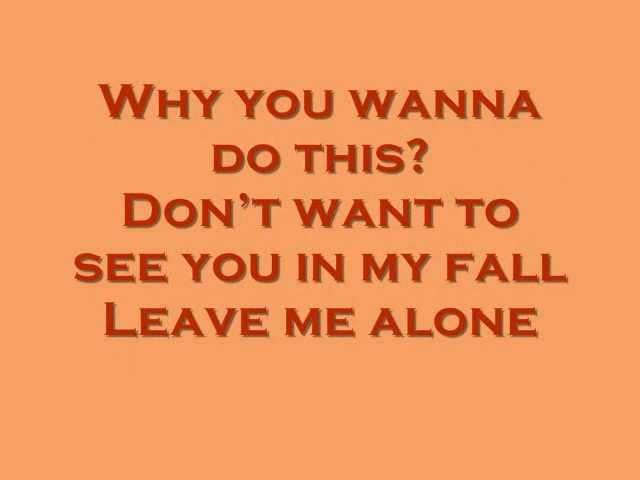 Why you wanna
do this?
Don’t want to
see you in my fall
Leave me alone